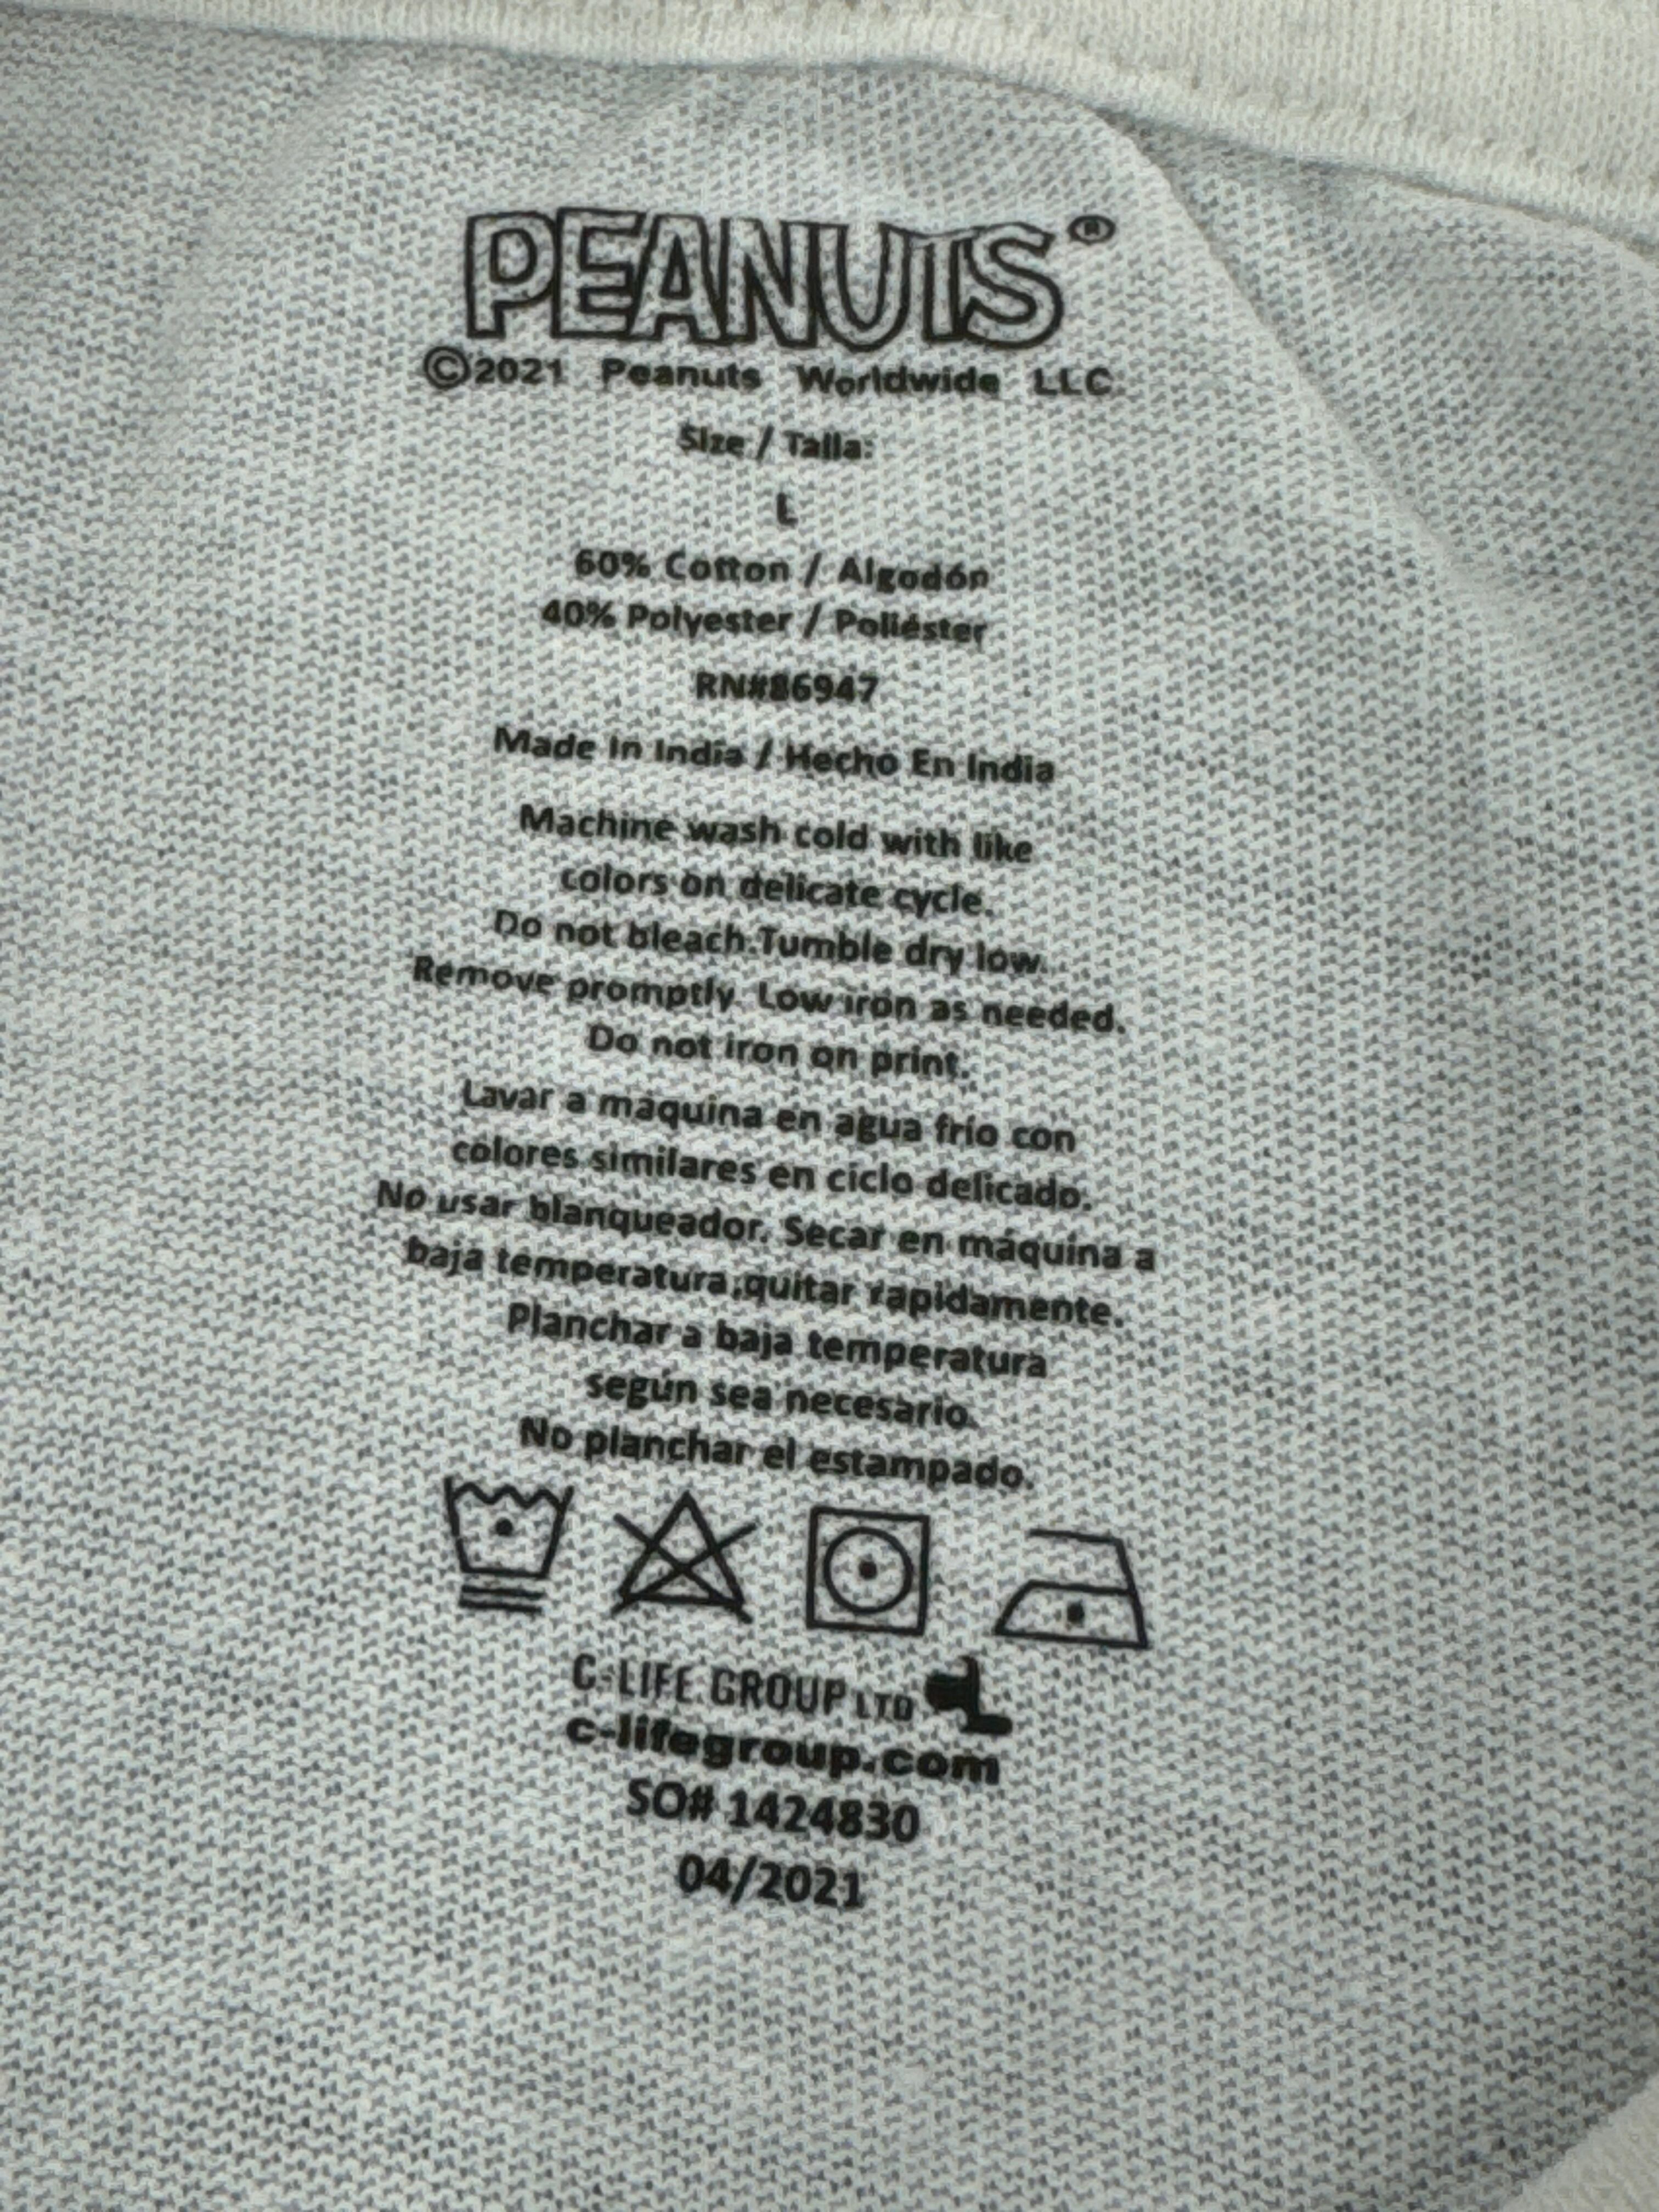 PEANUTS®
©2021 Peanuts Worldwide LLC
Size / Talla:
L
60% Cotton / Algodón
40% Polyester / Poliéster
RN#86947
Made in India / Hecho En India
Machine wash cold with like
colors on delicate cycle.
Do not bleach.Tumble dry low.
Remove promptly. Low iron as needed.
Do not iron on print.
Lavar a máquina en agua frío con
colores similares en ciclo delicado.
No usar blanqueador. Secar en máquina a
baja temperatura,quitar rapidamente.
Planchar a baja temperatura
según sea necesario.
No planchar el estampado.
C-LIFE GROUP LTD
c-lifegroup.com
SO# 1424830
04/2021